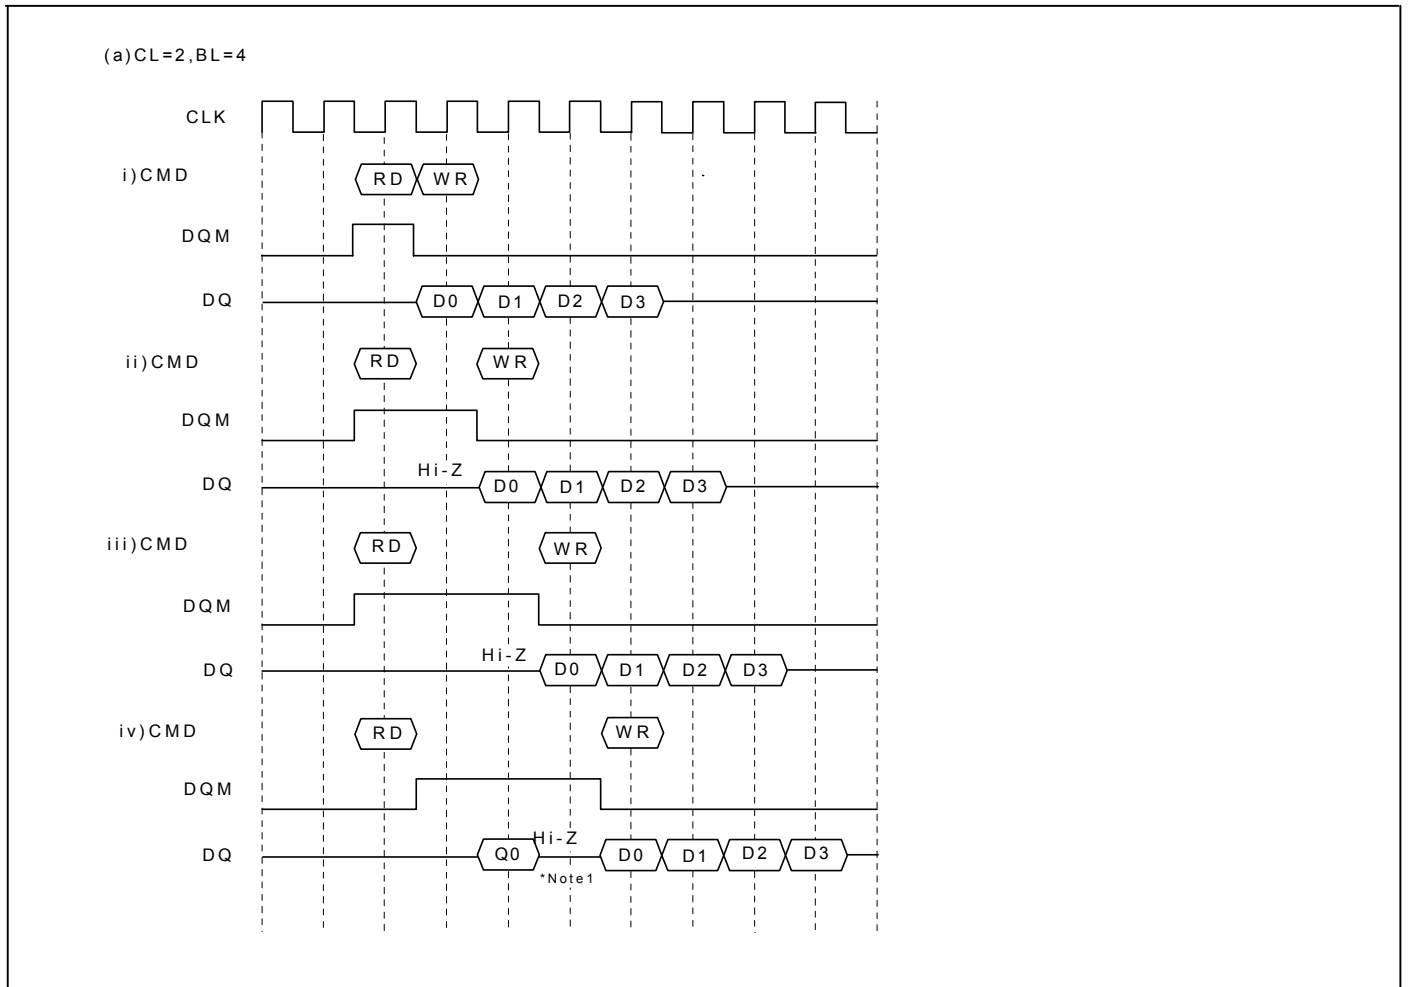 (a)CL=2,BL=4
CLK
i)CMD RD WR
DQM
DQ D0 D1 D2 D3
ii)CMD RD WR
DQM
Hi-Z
DQ D0 D1 D2 D3
iii)CMD RD WR
DQM
Hi-Z
DQ D0 D1 D2 D3
iv)CMD RD WR
DQM
Hi-Z
DQ Q0 D0 D1 D2 D3
*Note1